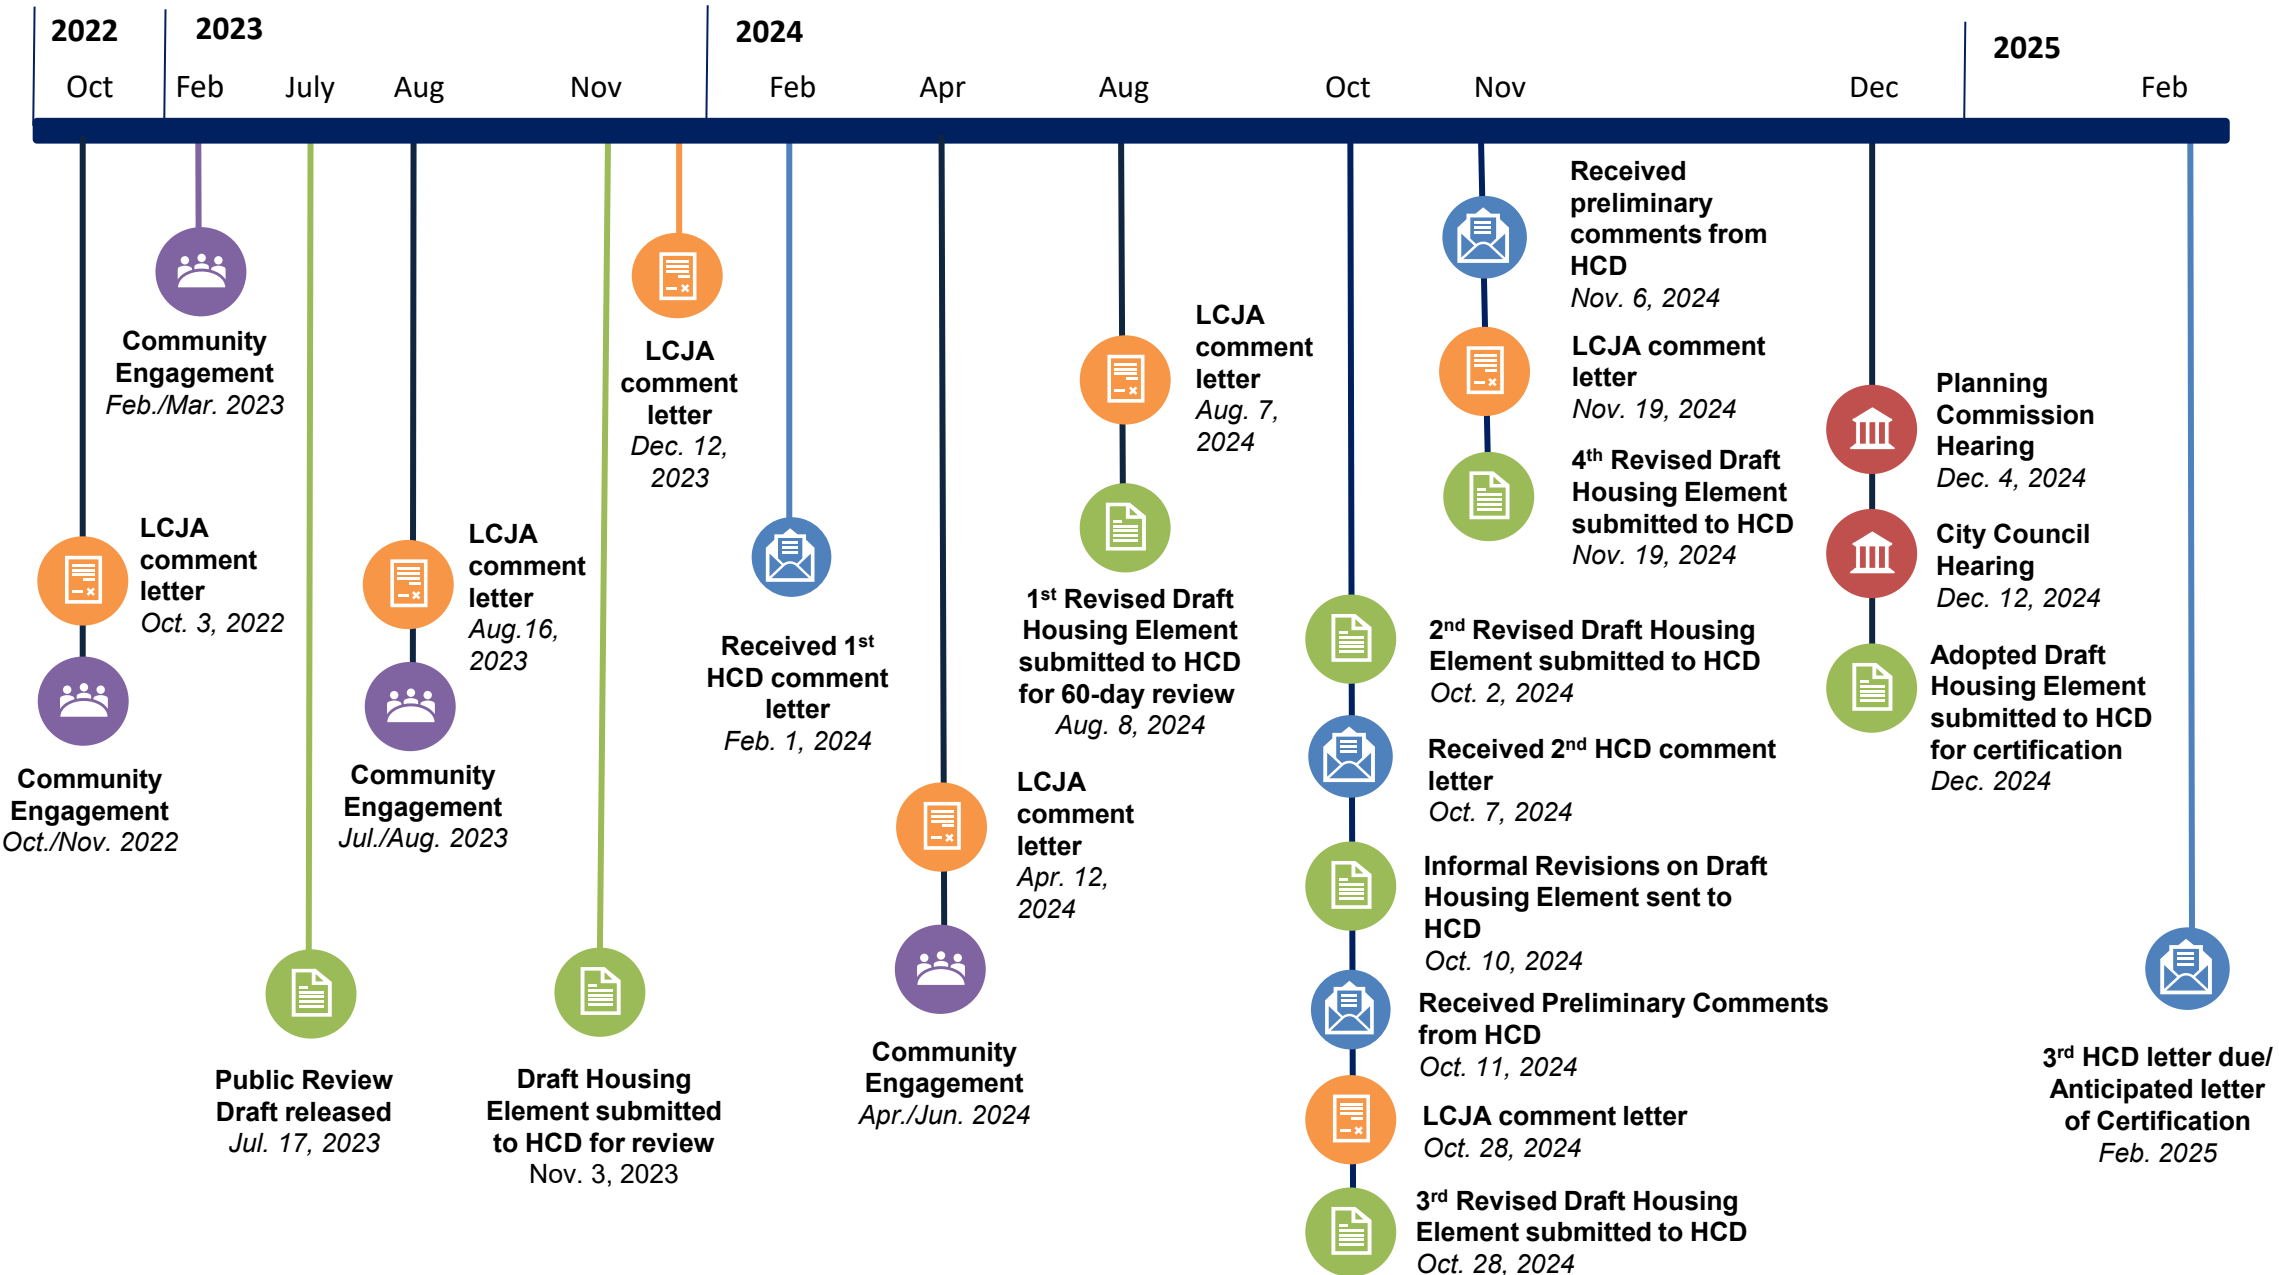 2022
2023
2024
2025
Oct
Feb
July
Aug
Nov
Feb
Apr
Aug
Oct
Nov
Dec
Feb
LCJA
comment
letter
Oct. 3, 2022
Community
Engagement
Oct./Nov. 2022
Community
Engagement
Feb./Mar. 2023
Public Review
Draft released
Jul. 17, 2023
LCJA
comment
letter
Aug.16,
2023
Community
Engagement
Jul./Aug. 2023
Draft Housing
Element submitted
to HCD for review
Nov. 3, 2023
LCJA
comment
letter
Dec. 12,
2023
Received 1st
HCD comment
letter
Feb. 1, 2024
LCJA
comment
letter
Apr. 12,
2024
Community
Engagement
Apr./Jun. 2024
LCJA
comment
letter
Aug. 7,
2024
1st Revised Draft
Housing Element
submitted to HCD
for 60-day review
Aug. 8, 2024
2nd Revised Draft Housing
Element submitted to HCD
Oct. 2, 2024
Received 2nd HCD comment
letter
Oct. 7, 2024
Informal Revisions on Draft
Housing Element sent to
HCD
Oct. 10, 2024
Received Preliminary Comments
from HCD
Oct. 11, 2024
LCJA comment letter
Oct. 28, 2024
3rd Revised Draft Housing
Element submitted to HCD
Oct. 28, 2024
Received
preliminary
comments from
HCD
Nov. 6, 2024
LCJA comment
letter
Nov. 19, 2024
4th Revised Draft
Housing Element
submitted to HCD
Nov. 19, 2024
Planning
Commission
Hearing
Dec. 4, 2024
City Council
Hearing
Dec. 12, 2024
Adopted Draft
Housing Element
submitted to HCD
for certification
Dec. 2024
3rd HCD letter due/
Anticipated letter
of Certification
Feb. 2025